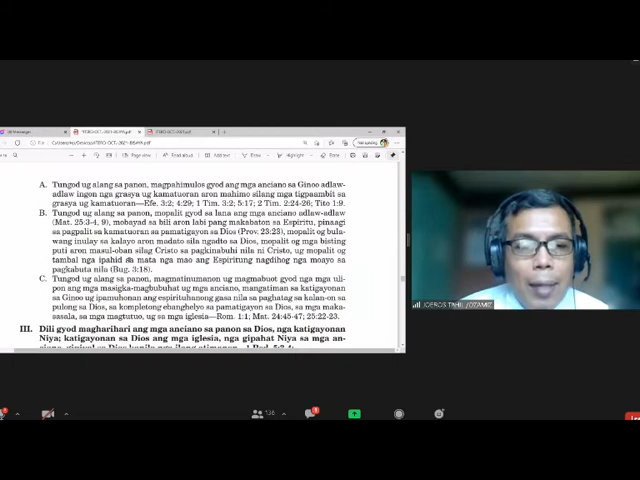 A. Tungod ug alang sa panon, magpahimulos gyod ang mga anciano sa Ginoo adlaw-
adlaw ingon nga grasya ug kamatuoran aron mahimo silang mga tigpaambit sa
grasya ug kamatuoran—Efe. 3:2; 4:29; 1 Tim. 3:2; 5:17; 2 Tim. 2:24-26; Tito 1:9.
B. Tungod ug alang sa panon, mopalit gyod sa lana ang mga anciano adlaw-adlaw
(Mat. 25:3-4, 9), mobayad sa bili aron labi pang makabaton sa Espiritu, pinaagi
sa pagpalit sa kamatuoran sa pamatigayon sa Dios (Prov. 23:23), mopalit og bula-
wang inulay sa kalayo aron madato sila ngadto sa Dios, mopalit og mga bisting
puti aron masul-oban silag Cristo sa pagkinabuhi nila ni Cristo, ug mopalit og
tambal nga ipahid sa mata nga mao ang Espiritung nagdihog nga mayo sa
pagkabuta nila (Bug. 3:18).
C. Tungod ug alang sa panon, magmatinumanon ug magmabuot gyod nga mga uli-
pon ang mga masigka-magbubuhat ug mga anciano, mangatiman sa katigayonan
sa Ginoo ug ipamuhonan ang espirituhanong gasa nila sa paghatag sa kalan-on sa
pulong sa Dios, sa kompletong ebanghelyo sa pamatigayon sa Dios, sa mga maka-
sasala, sa mga magtutuo, ug sa mga iglesia—Rom. 1:1; Mat. 24:45-47; 25:22-23.
III. Dili gyod magharihari ang mga anciano sa panon sa Dios, nga katigayonan
Niya; katigayonan sa Dios ang mga iglesia, nga gipahat Niya sa mga an-
JOEROS TAHIL/JOTAMIE
136